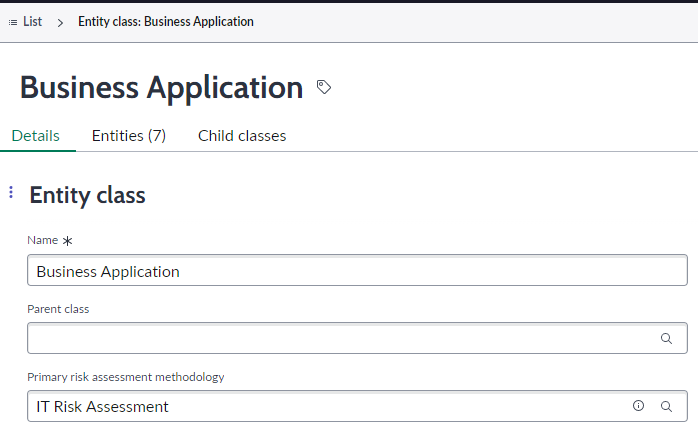 List > Entity class: Business Application
Business Application
Details Entities (7) Child classes
Entity class
Name *
Business Application
Parent class
Primary risk assessment methodology
IT Risk Assessment